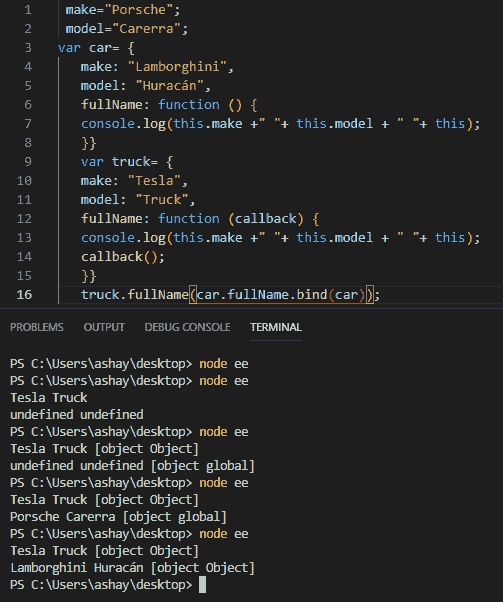 1 make="Porsche";
2 model="Carerra";
3 var car= {
4 make: "Lamborghini",
5 model: "Huracán",
6 fullName: function () {
7 console.log(this.make +" "+ this.model + " "+ this);
8 }}
9 var truck= {
10 make: "Tesla",
11 model: "Truck",
12 fullName: function (callback) {
13 console.log(this.make +" "+ this.model + " "+ this);
14 callback();
15 }}
16 truck.fullName(car.fullName.bind(car));
PROBLEMS OUTPUT DEBUG CONSOLE TERMINAL
PS C:\Users\ashay\desktop> node ee
PS C:\Users\ashay\desktop> node ee
Tesla Truck
undefined undefined
PS C:\Users\ashay\desktop> node ee
Tesla Truck [object Object]
undefined undefined [object global]
PS C:\Users\ashay\desktop> node ee
Tesla Truck [object Object]
Porsche Carerra [object global]
PS C:\Users\ashay\desktop> node ee
Tesla Truck [object Object]
Lamborghini Huracán [object Object]
PS C:\Users\ashay\desktop>